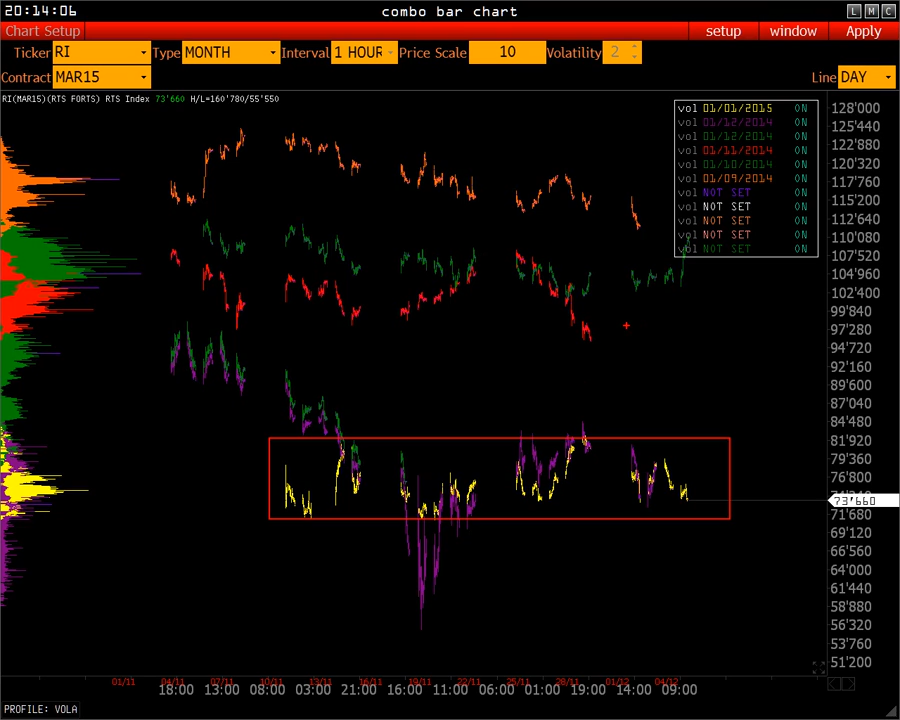 20:14:06 combo bar chart L M C
Chart Setup setup window Apply
Ticker RI Type MONTH Interval 1 HOUR Price Scale 10 Volatility 2
Contract MAR15 Line DAY
RI(MAR15)(RTS FORTS) RTS Index 73'660 H/L=160'780/55'550
vol 01/01/2015 ON
vol 01/12/2014 ON
vol 01/12/2014 ON
vol 01/11/2014 ON
vol 01/10/2014 ON
vol 01/09/2014 ON
vol NOT SET ON
vol NOT SET ON
vol NOT SET ON
vol NOT SET ON
vol NOT SET ON
128'000
125'440
122'880
120'320
117'760
115'200
112'640
110'080
107'520
104'960
102'400
99'840
97'280
94'720
92'160
89'600
87'040
84'480
81'920
79'360
76'800
73'660
71'680
69'120
66'560
64'000
61'440
58'880
56'320
53'760
51'200
01/11 04/11 07/11 10/11 13/11 16/11 19/11 22/11 25/11 28/11 01/12 04/12
18:00 13:00 08:00 03:00 21:00 16:00 11:00 06:00 01:00 19:00 14:00 09:00
PROFILE: VOLA